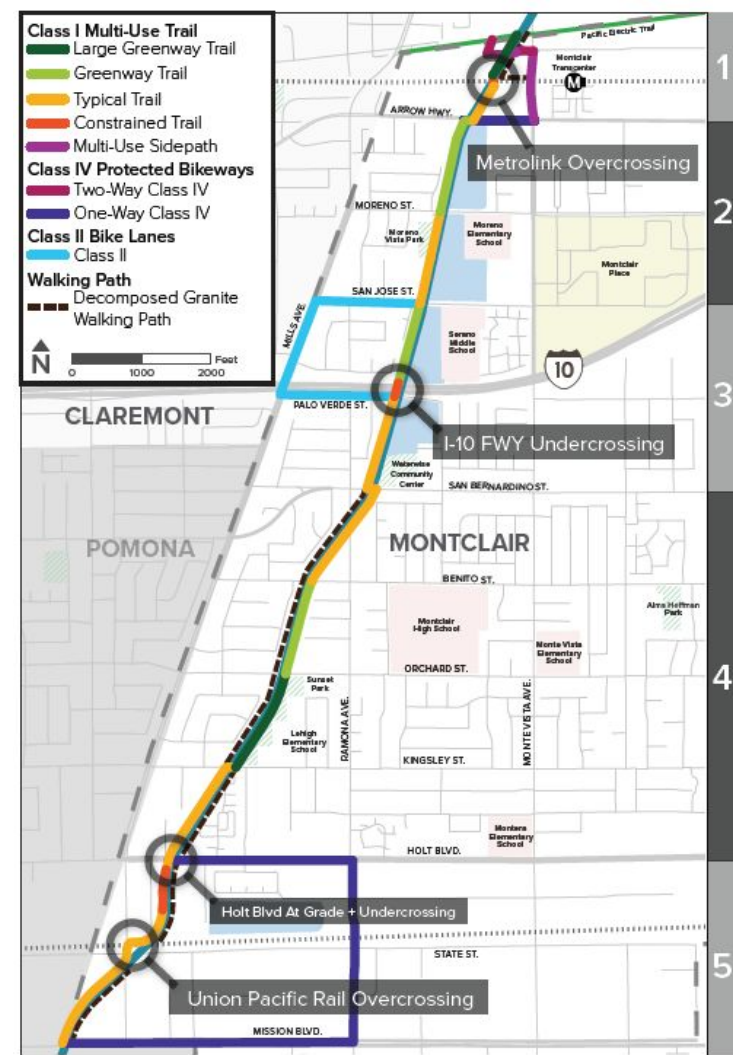 Class I Multi-Use Trail
Large Greenway Trail
Greenway Trail
Typical Trail
Constrained Trail
Multi-Use Sidepath
Class IV Protected Bikeways
Two-Way Class IV
One-Way Class IV
Class II Bike Lanes
Class II
Walking Path
Decomposed Granite
Walking Path
N
0 1000 2000 Feet
Pacific Electric Trail
Montclair
Transcenter
M
1
ARROW HWY.
Metrolink Overcrossing
MORENO ST.
2
Moreno
Vista Park
Moreno
Elementary
School
Montclair
Place
SAN JOSE ST.
MILLS AVE.
Serrano
Middle
School
10
3
PALO VERDE ST.
CLAREMONT
I-10 FWY Undercrossing
Waterwise
Community
Center
SAN BERNARDINO ST.
POMONA
MONTCLAIR
BENITO ST.
Montclair
High School
Alma Hoffman
Park
Monte Vista
Elementary
School
ORCHARD ST.
4
Sunset
Park
RAMONA AVE.
MONTE VISTA AVE.
Lehigh
Elementary
School
KINGSLEY ST.
Montera
Elementary
School
HOLT BLVD.
Holt Blvd At Grade + Undercrossing
STATE ST.
5
Union Pacific Rail Overcrossing
MISSION BLVD.